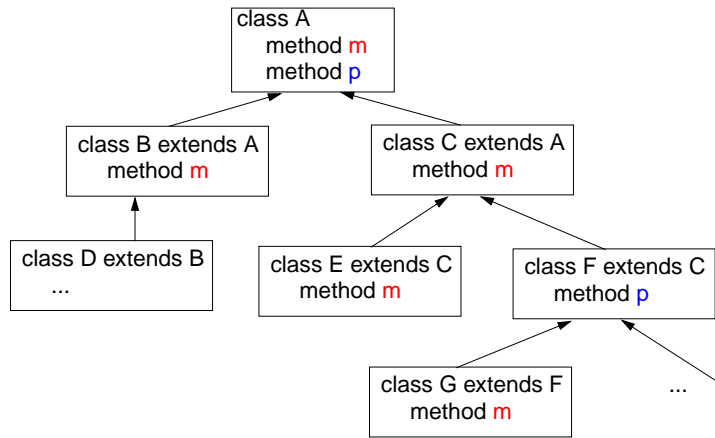 class A
method m
method p
class B extends A
method m
class C extends A
method m
class D extends B
...
class E extends C
method m
class F extends C
method p
class G extends F
method m
...